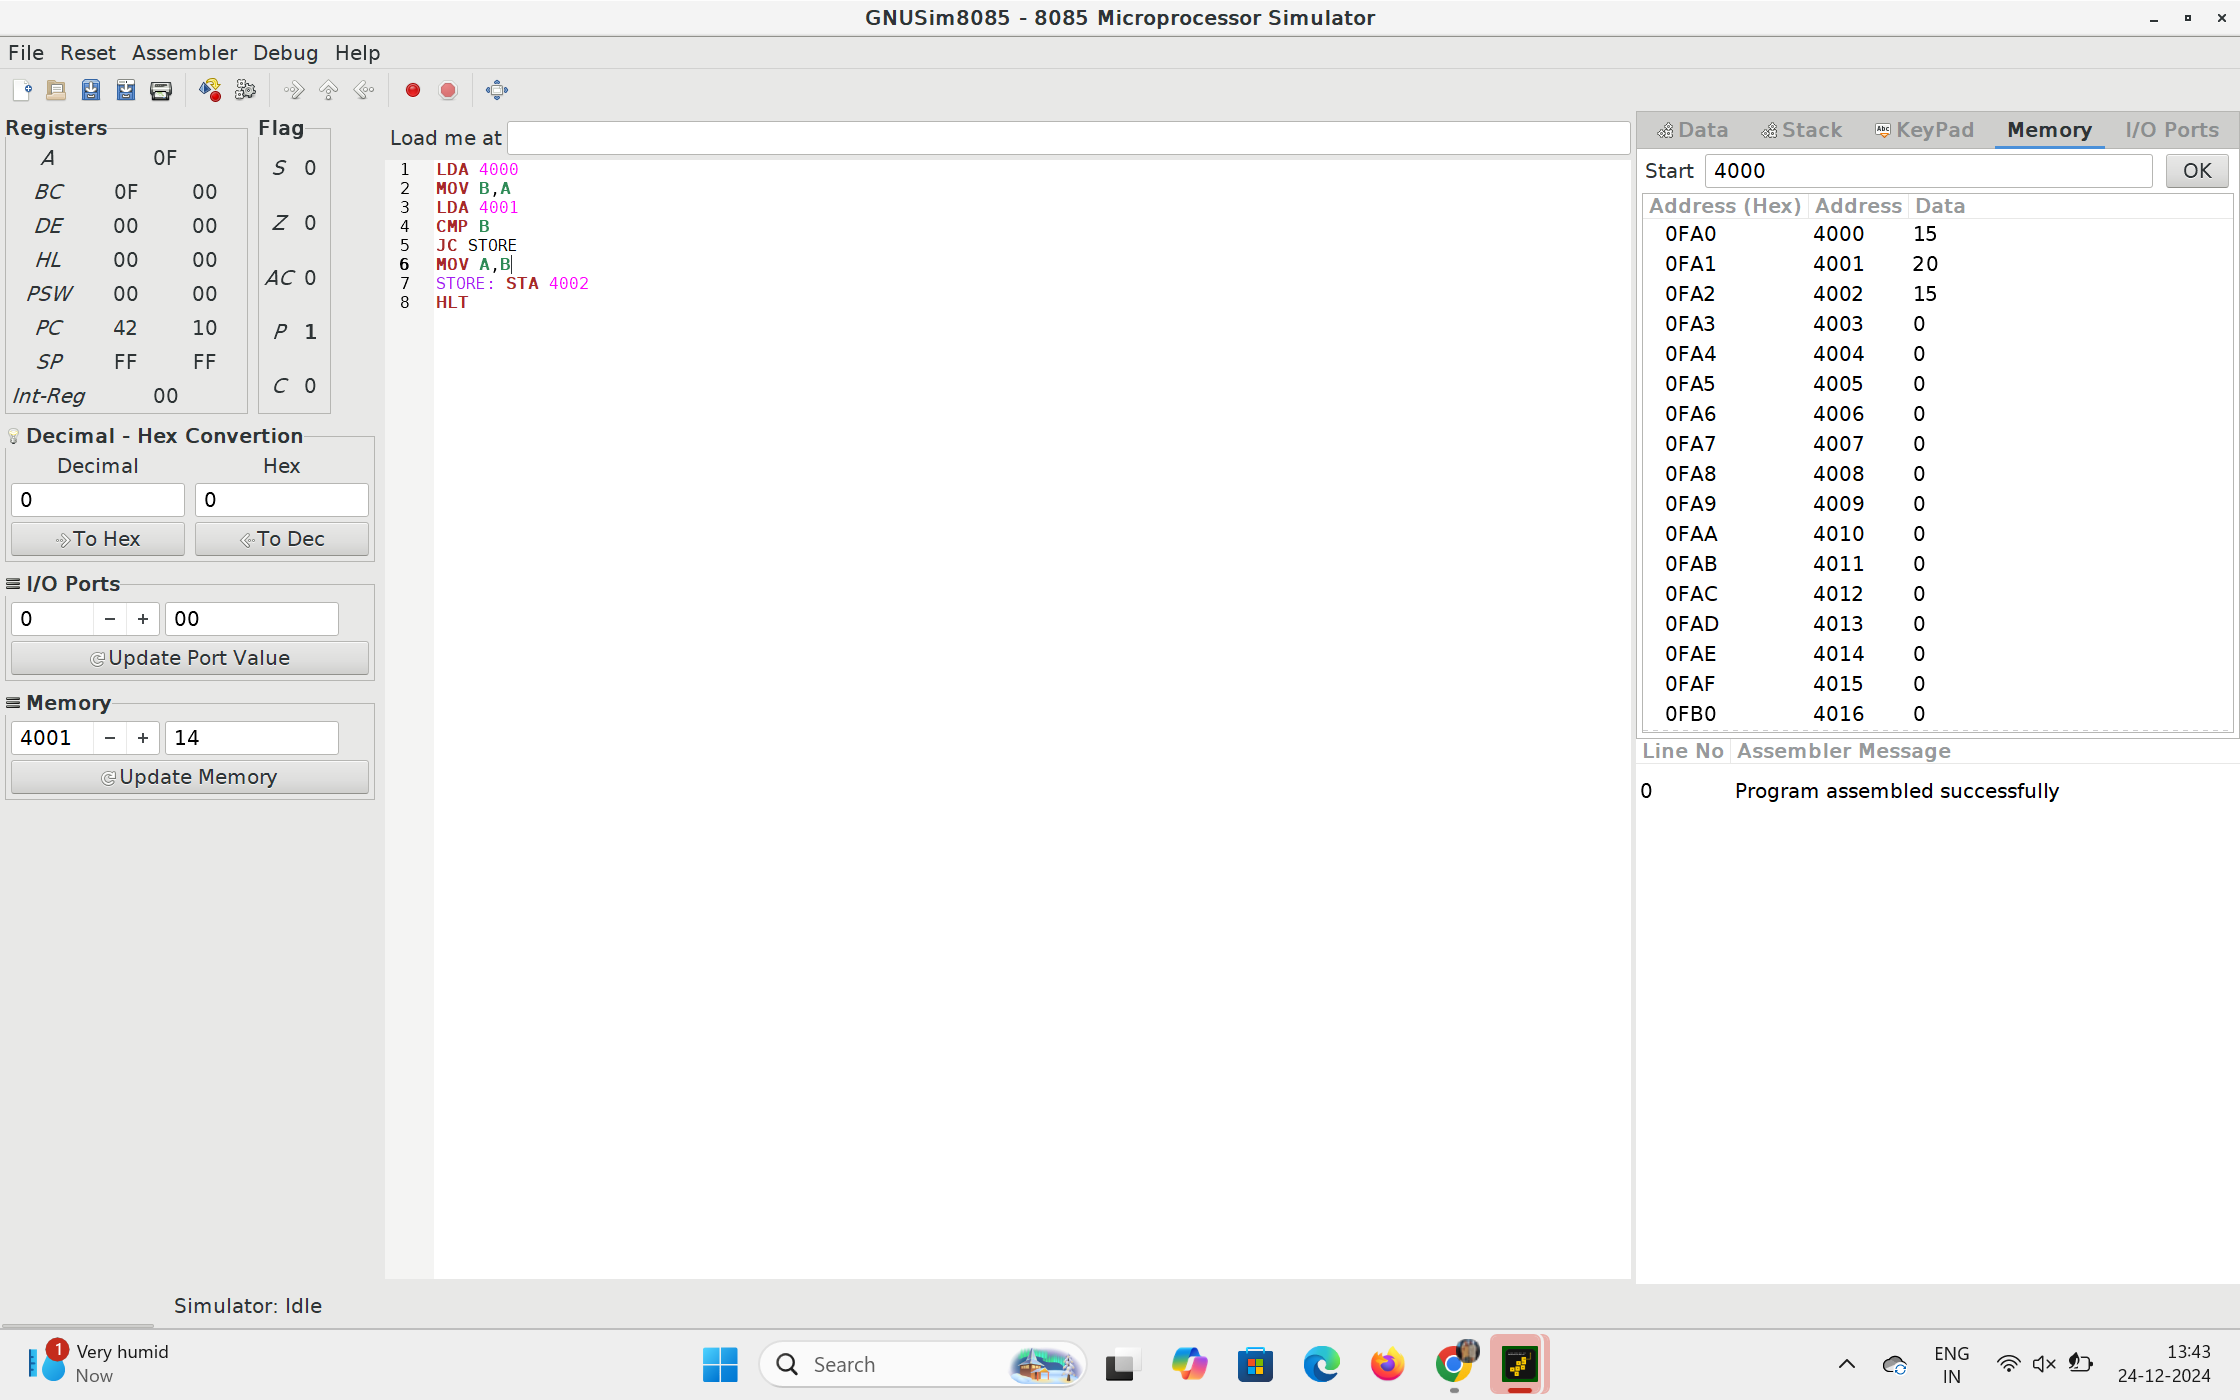 GNUSim8085 - 8085 Microprocessor Simulator
File Reset Assembler Debug Help
Registers
A 0F
BC 0F 00
DE 00 00
HL 00 00
PSW 00 00
PC 42 10
SP FF FF
Int-Reg 00
Flag
S 0
Z 0
AC 0
P 1
C 0
Decimal - Hex Convertion
Decimal Hex
0 0
To Hex To Dec
I/O Ports
0 − + 00
Update Port Value
Memory
4001 − + 14
Update Memory
Load me at
1 LDA 4000
2 MOV B,A
3 LDA 4001
4 CMP B
5 JC STORE
6 MOV A,B
7 STORE: STA 4002
8 HLT
Data Stack Abc KeyPad Memory I/O Ports
Start 4000 OK
Address (Hex) Address Data
0FA0 4000 15
0FA1 4001 20
0FA2 4002 15
0FA3 4003 0
0FA4 4004 0
0FA5 4005 0
0FA6 4006 0
0FA7 4007 0
0FA8 4008 0
0FA9 4009 0
0FAA 4010 0
0FAB 4011 0
0FAC 4012 0
0FAD 4013 0
0FAE 4014 0
0FAF 4015 0
0FB0 4016 0
Line No Assembler Message
0 Program assembled successfully
Simulator: Idle
1
Very humid
Now
Search
ENG
IN
13:43
24-12-2024